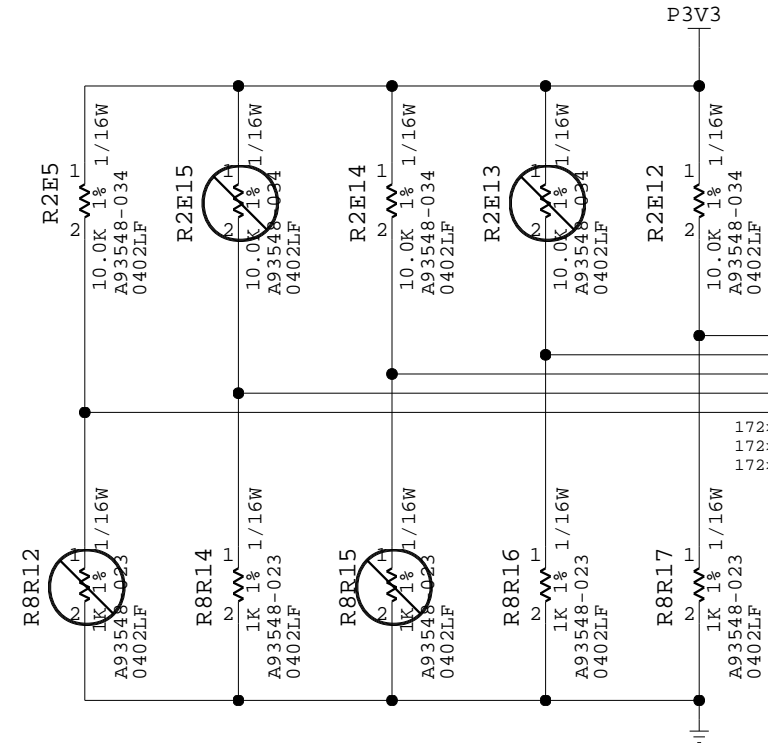 P3V3
R2E5
1
2
10.0K 1% 1/16W
A93548-034
0402LF
R2E15
1
2
10.0K 1% 1/16W
A93548-034
0402LF
R2E14
1
2
10.0K 1% 1/16W
A93548-034
0402LF
R2E13
1
2
10.0K 1% 1/16W
A93548-034
0402LF
R2E12
1
2
10.0K 1% 1/16W
A93548-034
0402LF
172
172
172
R8R12
1
2
1K 1% 1/16W
A93548-023
0402LF
R8R14
1
2
1K 1% 1/16W
A93548-023
0402LF
R8R15
1
2
1K 1% 1/16W
A93548-023
0402LF
R8R16
1
2
1K 1% 1/16W
A93548-023
0402LF
R8R17
1
2
1K 1% 1/16W
A93548-023
0402LF